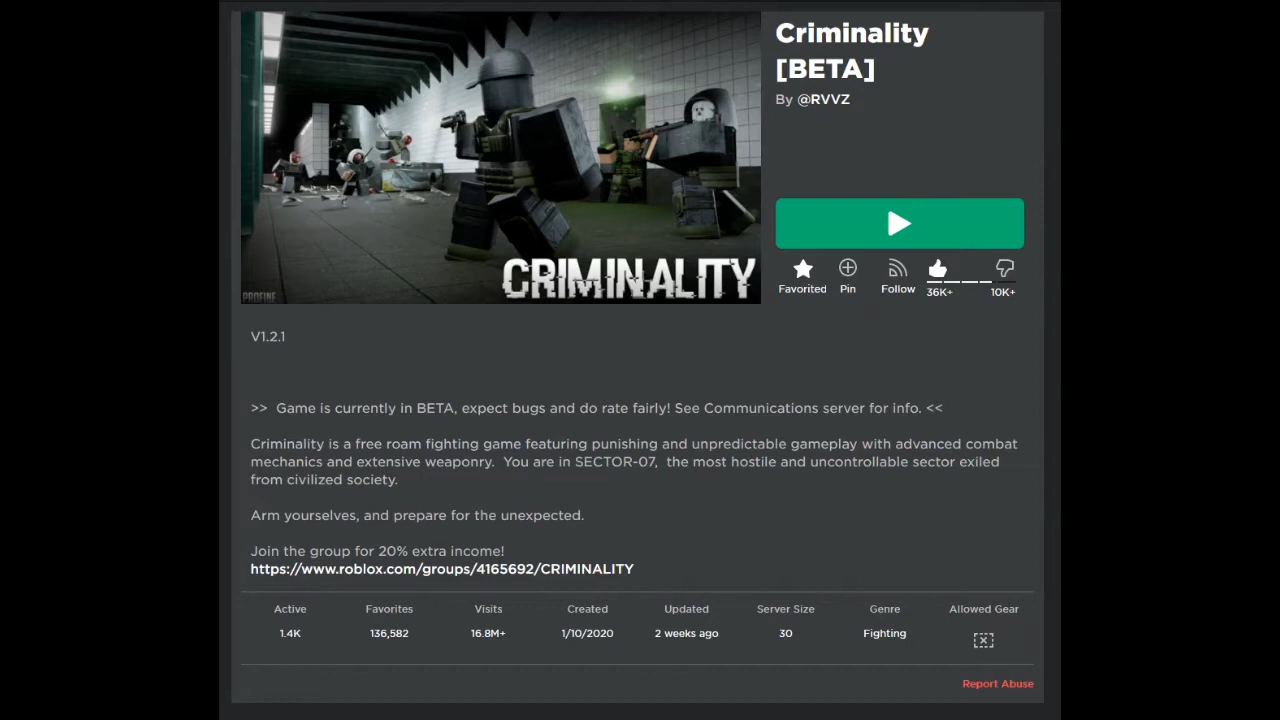 Criminality
[BETA]
By @RVVZ
CRIMINALITY
PROFINE
Favorited
Pin
Follow
36K+
10K+
V1.2.1
>>  Game is currently in BETA, expect bugs and do rate fairly! See Communications server for info. <<
Criminality is a free roam fighting game featuring punishing and unpredictable gameplay with advanced combat
mechanics and extensive weaponry.  You are in SECTOR-07,  the most hostile and uncontrollable sector exiled
from civilized society.
Arm yourselves, and prepare for the unexpected.
Join the group for 20% extra income!
https://www.roblox.com/groups/4165692/CRIMINALITY
Active Favorites Visits Created Updated Server Size Genre Allowed Gear
1.4K 136,582 16.8M+ 1/10/2020 2 weeks ago 30 Fighting
Report Abuse